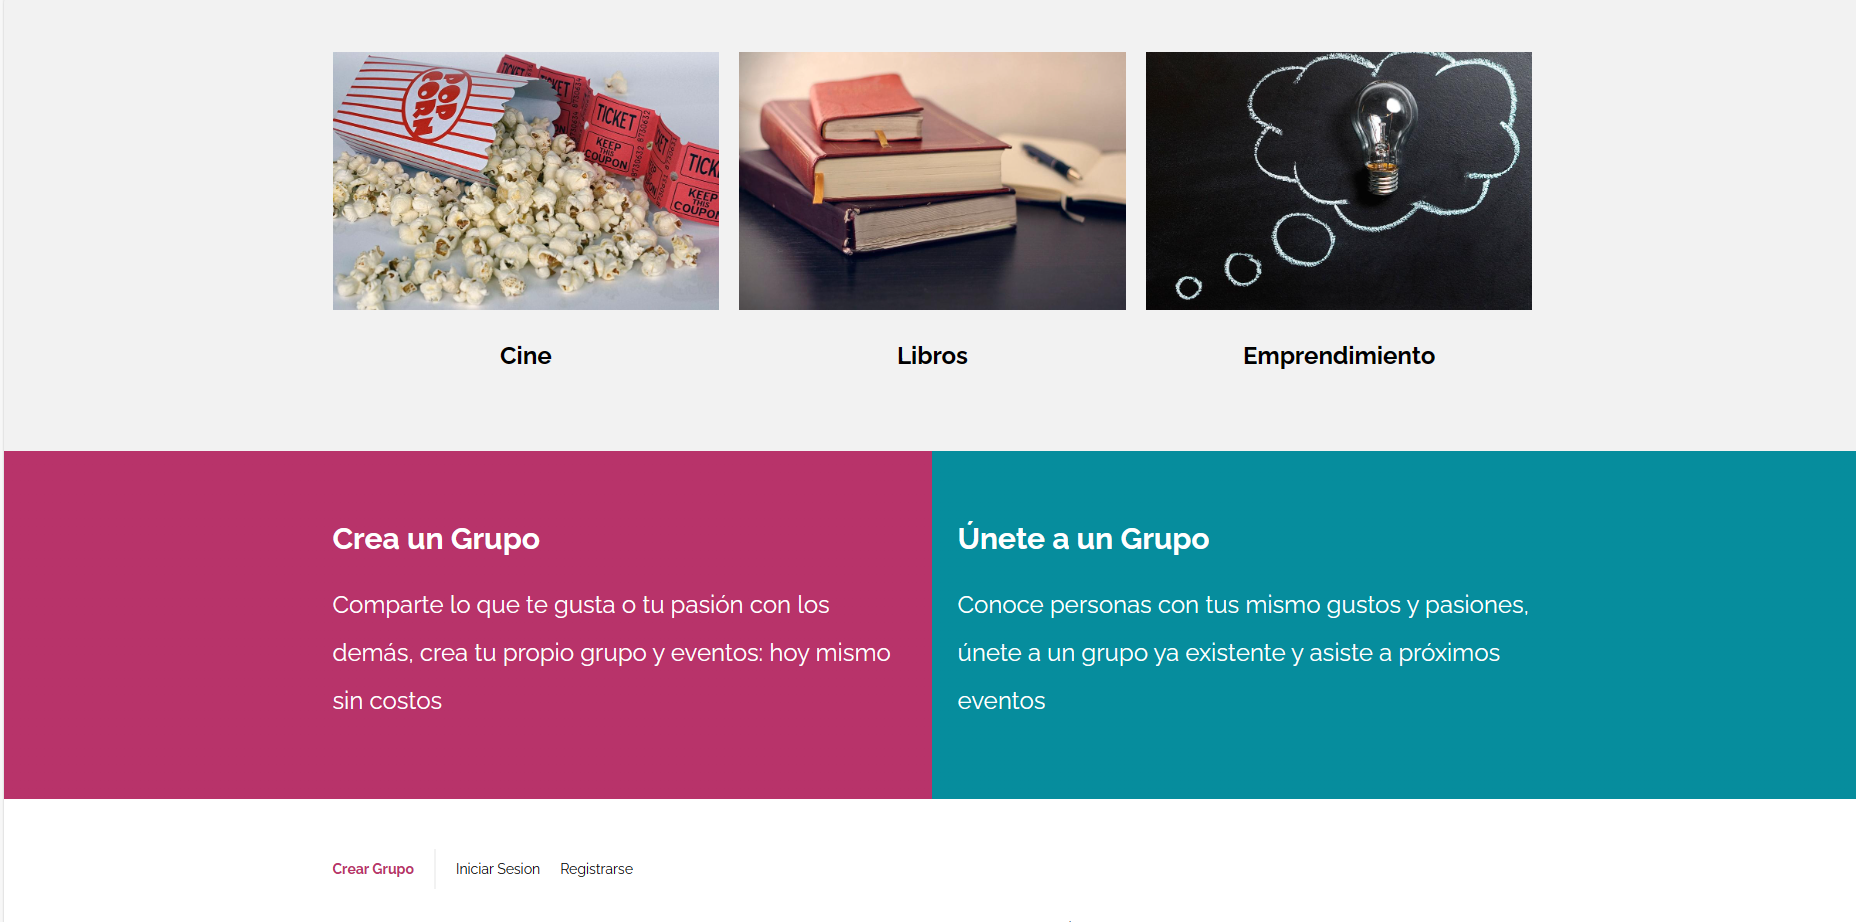 POP
CORN
TICKET
TICKET
KEEP
THIS
COUPON
8730632
TICK
KEEP
THIS
COUPON
Cine
Libros
Emprendimiento
Crea un Grupo
Comparte lo que te gusta o tu pasión con los
demás, crea tu propio grupo y eventos: hoy mismo
sin costos
Únete a un Grupo
Conoce personas con tus mismo gustos y pasiones,
únete a un grupo ya existente y asiste a próximos
eventos
Crear Grupo
Iniciar Sesion
Registrarse